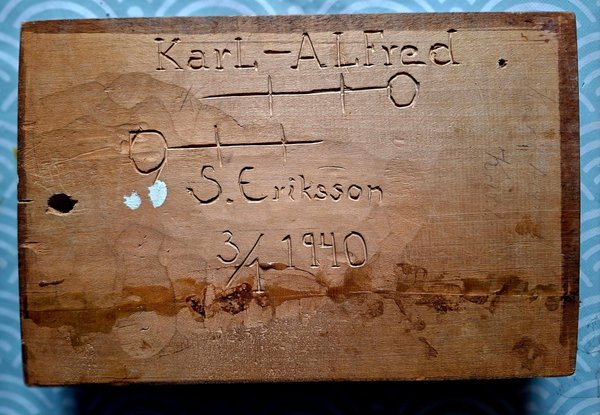 KarL-ALFred
S. Eriksson
3/1 1940